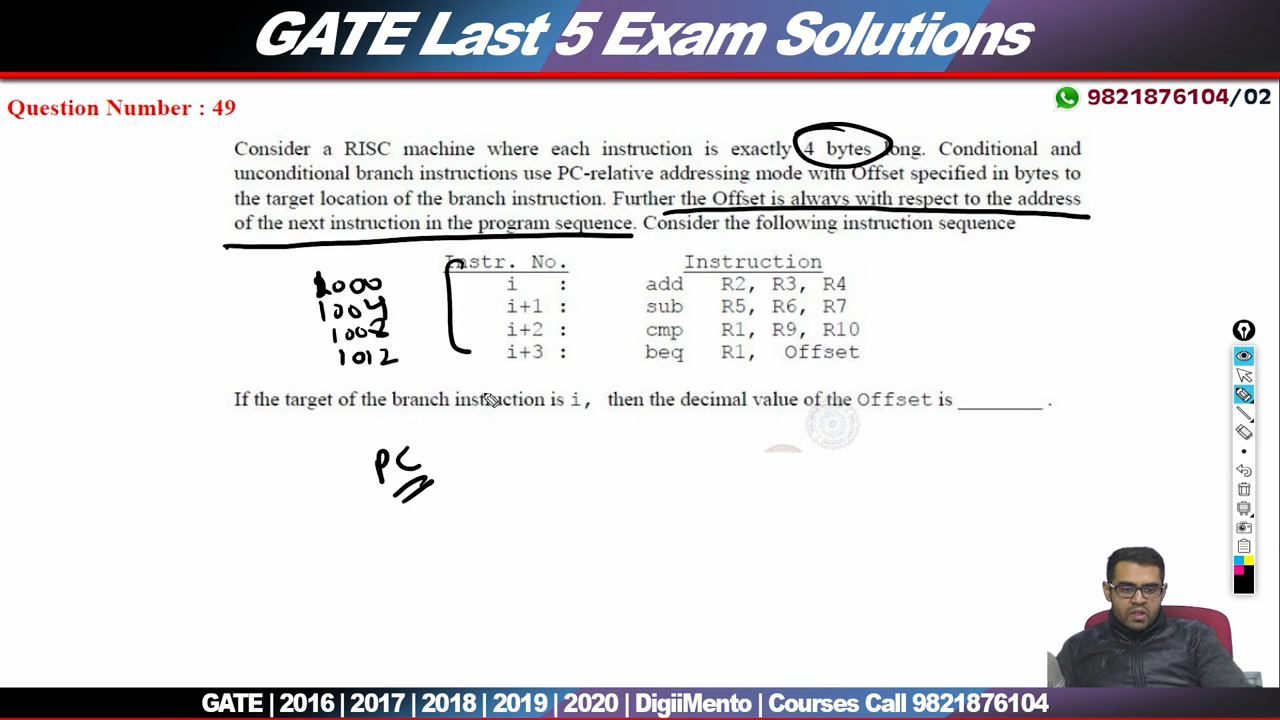 GATE Last 5 Exam Solutions
Question Number : 49
9821876104/02
Consider a RISC machine where each instruction is exactly 4 bytes long. Conditional and
unconditional branch instructions use PC-relative addressing mode with Offset specified in bytes to
the target location of the branch instruction. Further the Offset is always with respect to the address
of the next instruction in the program sequence. Consider the following instruction sequence
Instr. No. Instruction
1000 i : add R2, R3, R4
1004 i+1 : sub R5, R6, R7
i+2 : cmp R1, R9, R10
1012 i+3 : beq R1, Offset
If the target of the branch instruction is i, then the decimal value of the Offset is ________ .
PC
GATE | 2016 | 2017 | 2018 | 2019 | 2020 | DigiiMento | Courses Call 9821876104